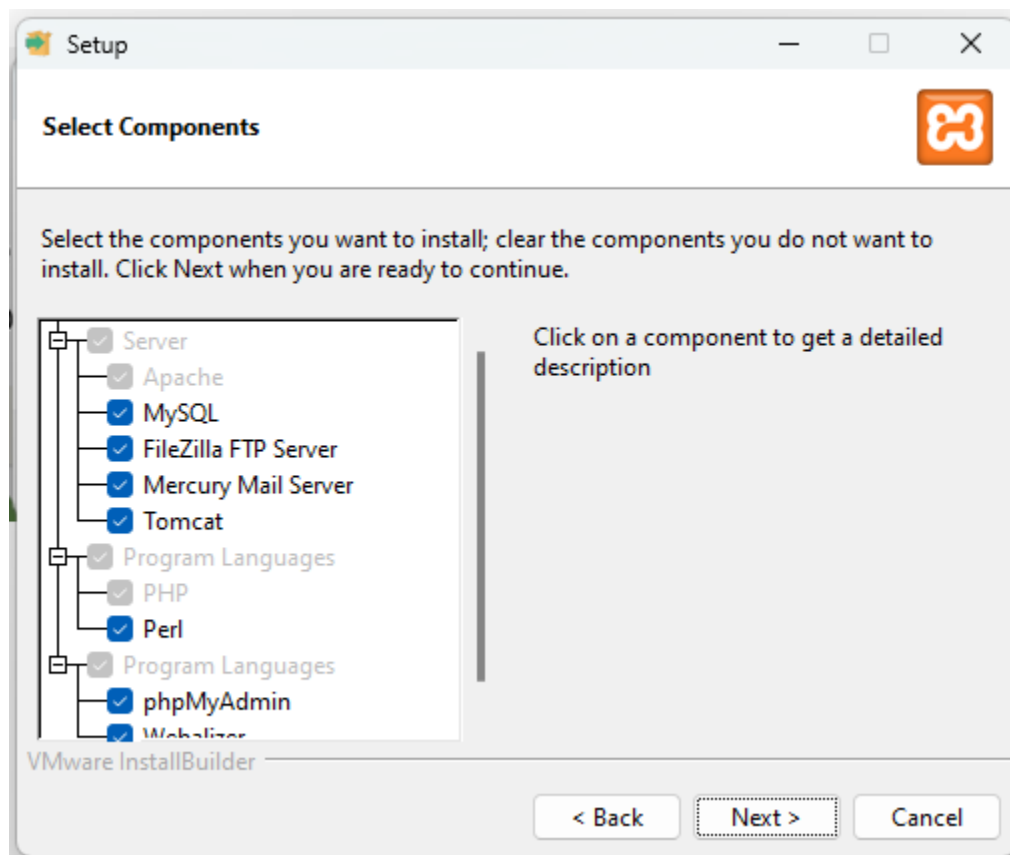 Setup
Select Components
Select the components you want to install; clear the components you do not want to
install. Click Next when you are ready to continue.
Server
Apache
MySQL
FileZilla FTP Server
Mercury Mail Server
Tomcat
Program Languages
PHP
Perl
Program Languages
phpMyAdmin
Webalizer
Click on a component to get a detailed
description
VMware InstallBuilder
< Back
Next >
Cancel